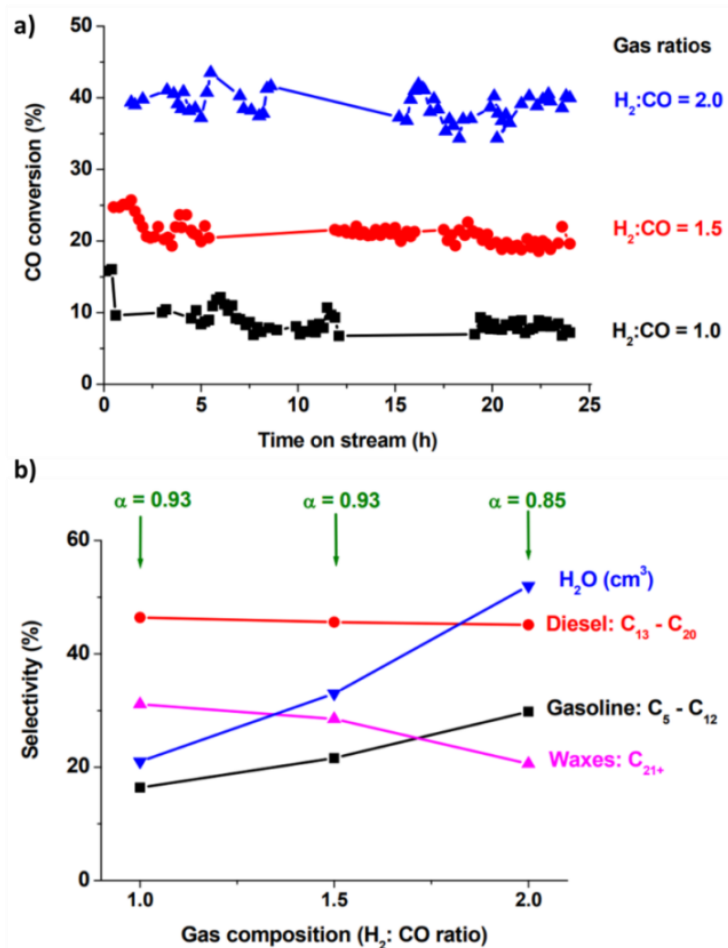 a)
50
40
30
20
10
0
CO conversion (%)
0 5 10 15 20 25
Time on stream (h)
Gas ratios
H₂:CO = 2.0
H₂:CO = 1.5
H₂:CO = 1.0
b)
α = 0.93 α = 0.93 α = 0.85
60
40
20
0
Selectivity (%)
H₂O (cm³)
Diesel: C₁₃ - C₂₀
Gasoline: C₅ - C₁₂
Waxes: C₂₁₊
1.0 1.5 2.0
Gas composition (H₂: CO ratio)